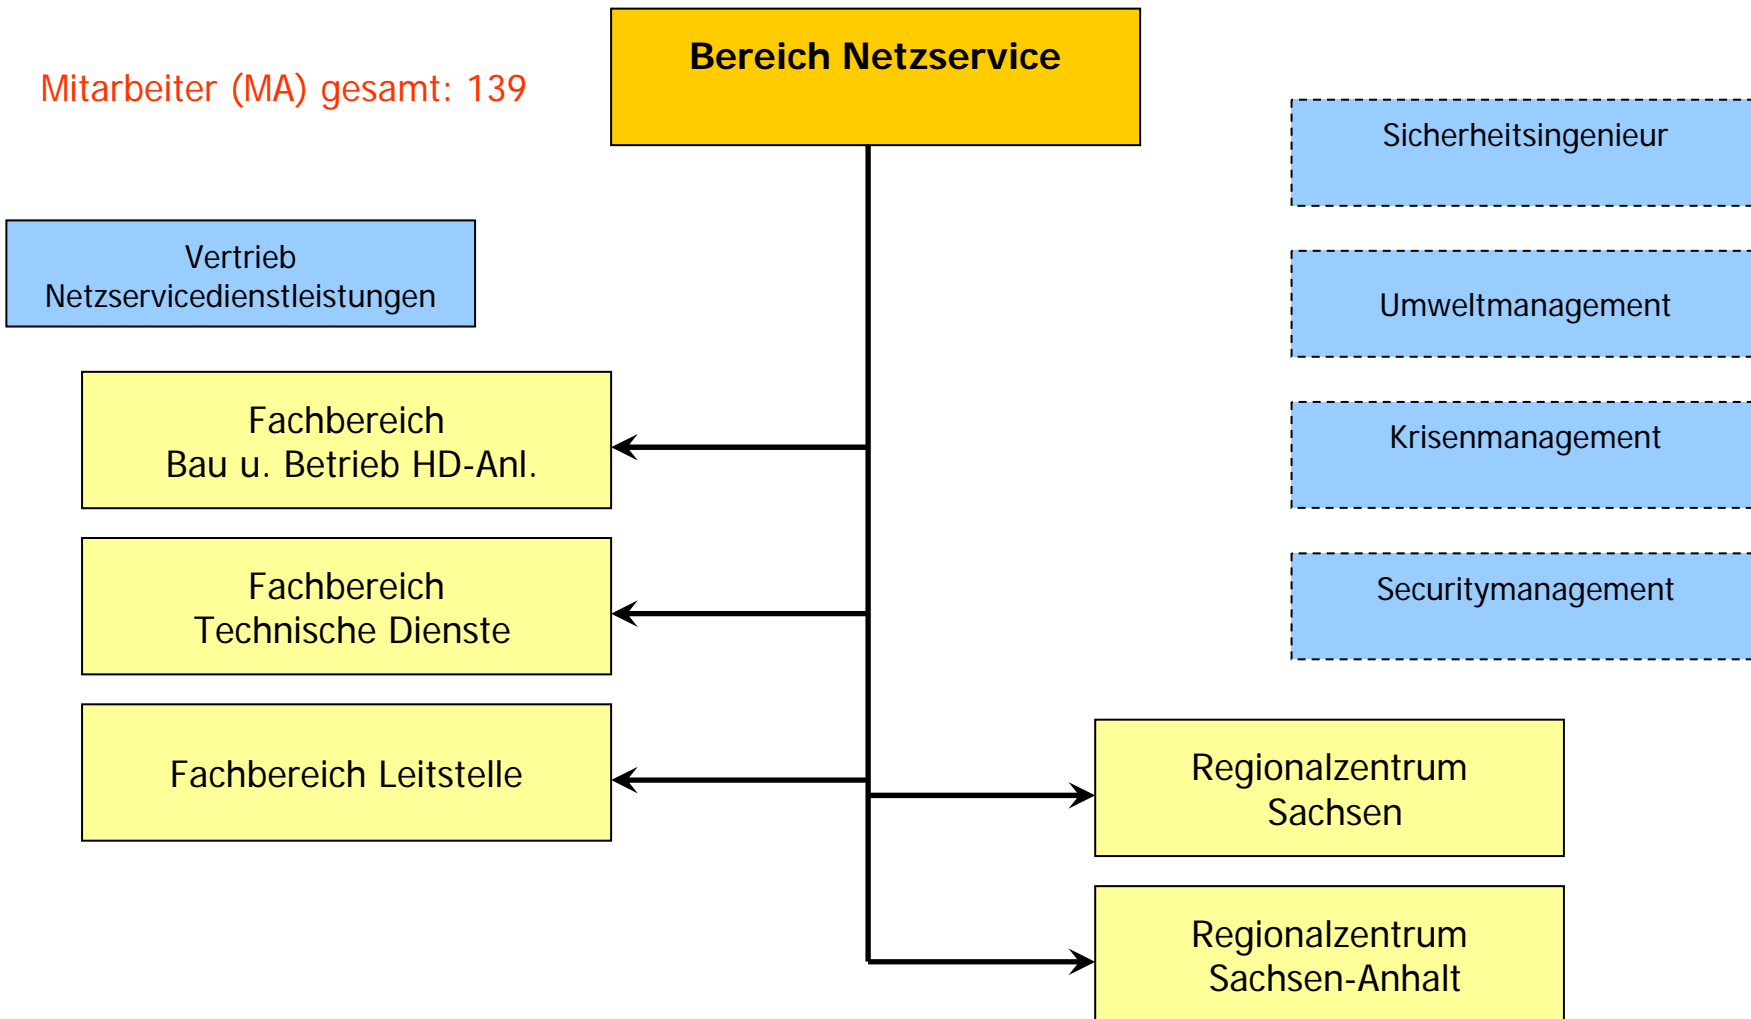 Bereich Netzservice
Mitarbeiter (MA) gesamt: 139
Sicherheitsingenieur
Vertrieb
Netzservicedienstleistungen
Umweltmanagement
Fachbereich
Bau u. Betrieb HD-Anl.
Krisenmanagement
Fachbereich
Technische Dienste
Securitymanagement
Fachbereich Leitstelle
Regionalzentrum
Sachsen
Regionalzentrum
Sachsen-Anhalt